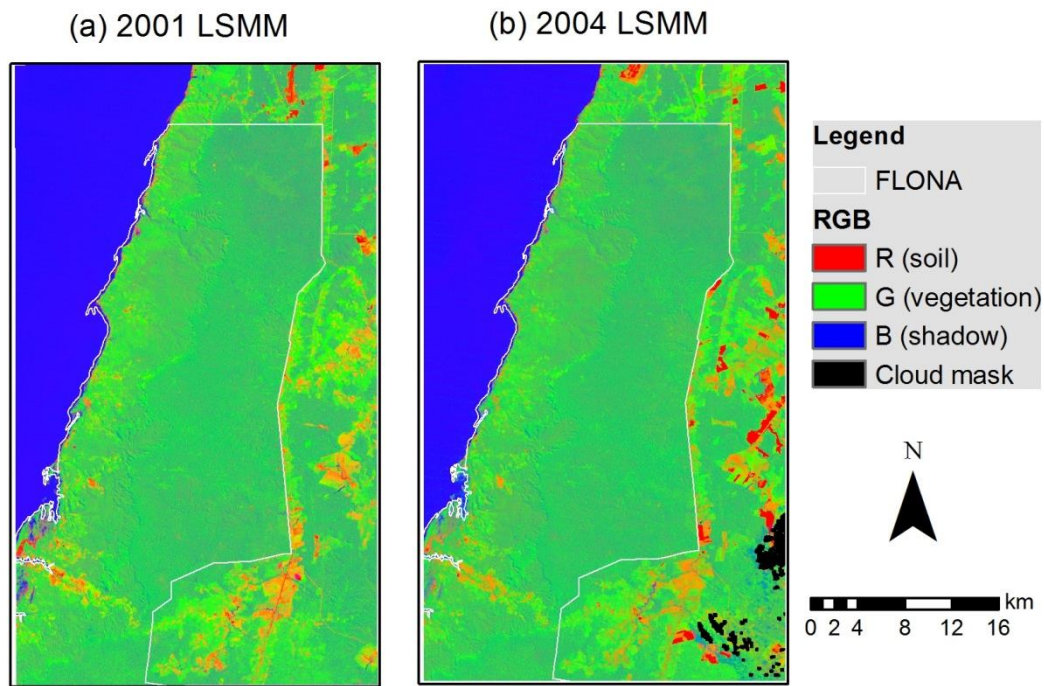 (a) 2001 LSMM
(b) 2004 LSMM
Legend
FLONA
RGB
R (soil)
G (vegetation)
B (shadow)
Cloud mask
N
km
0 2 4 8 12 16